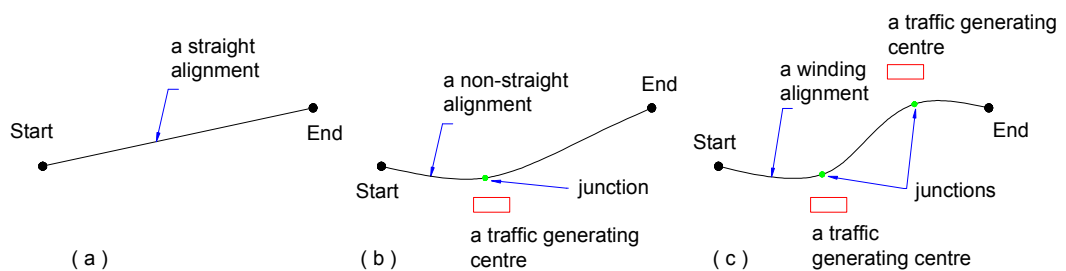 a straight
alignment
Start
End
( a )
a non-straight
alignment
End
Start
junction
a traffic generating
centre
( b )
a traffic generating
centre
a winding
alignment
Start
End
junctions
a traffic
generating centre
( c )